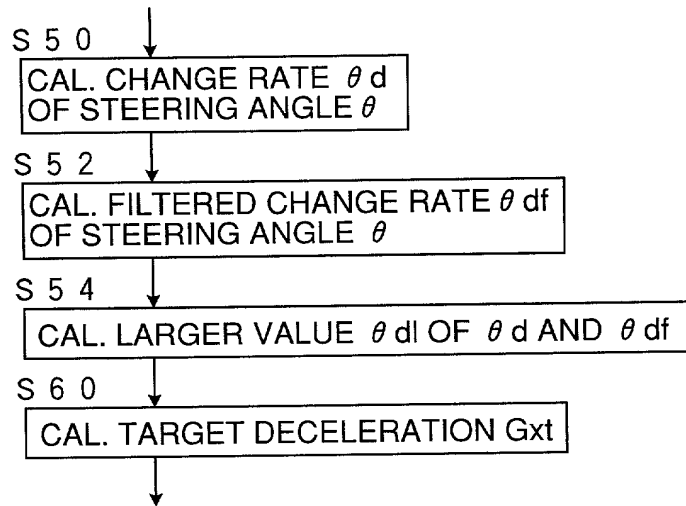 S 5 0
CAL. CHANGE RATE θ d
OF STEERING ANGLE θ
S 5 2
CAL. FILTERED CHANGE RATE θ df
OF STEERING ANGLE θ
S 5 4
CAL. LARGER VALUE θ dl OF θ d AND θ df
S 6 0
CAL. TARGET DECELERATION Gxt